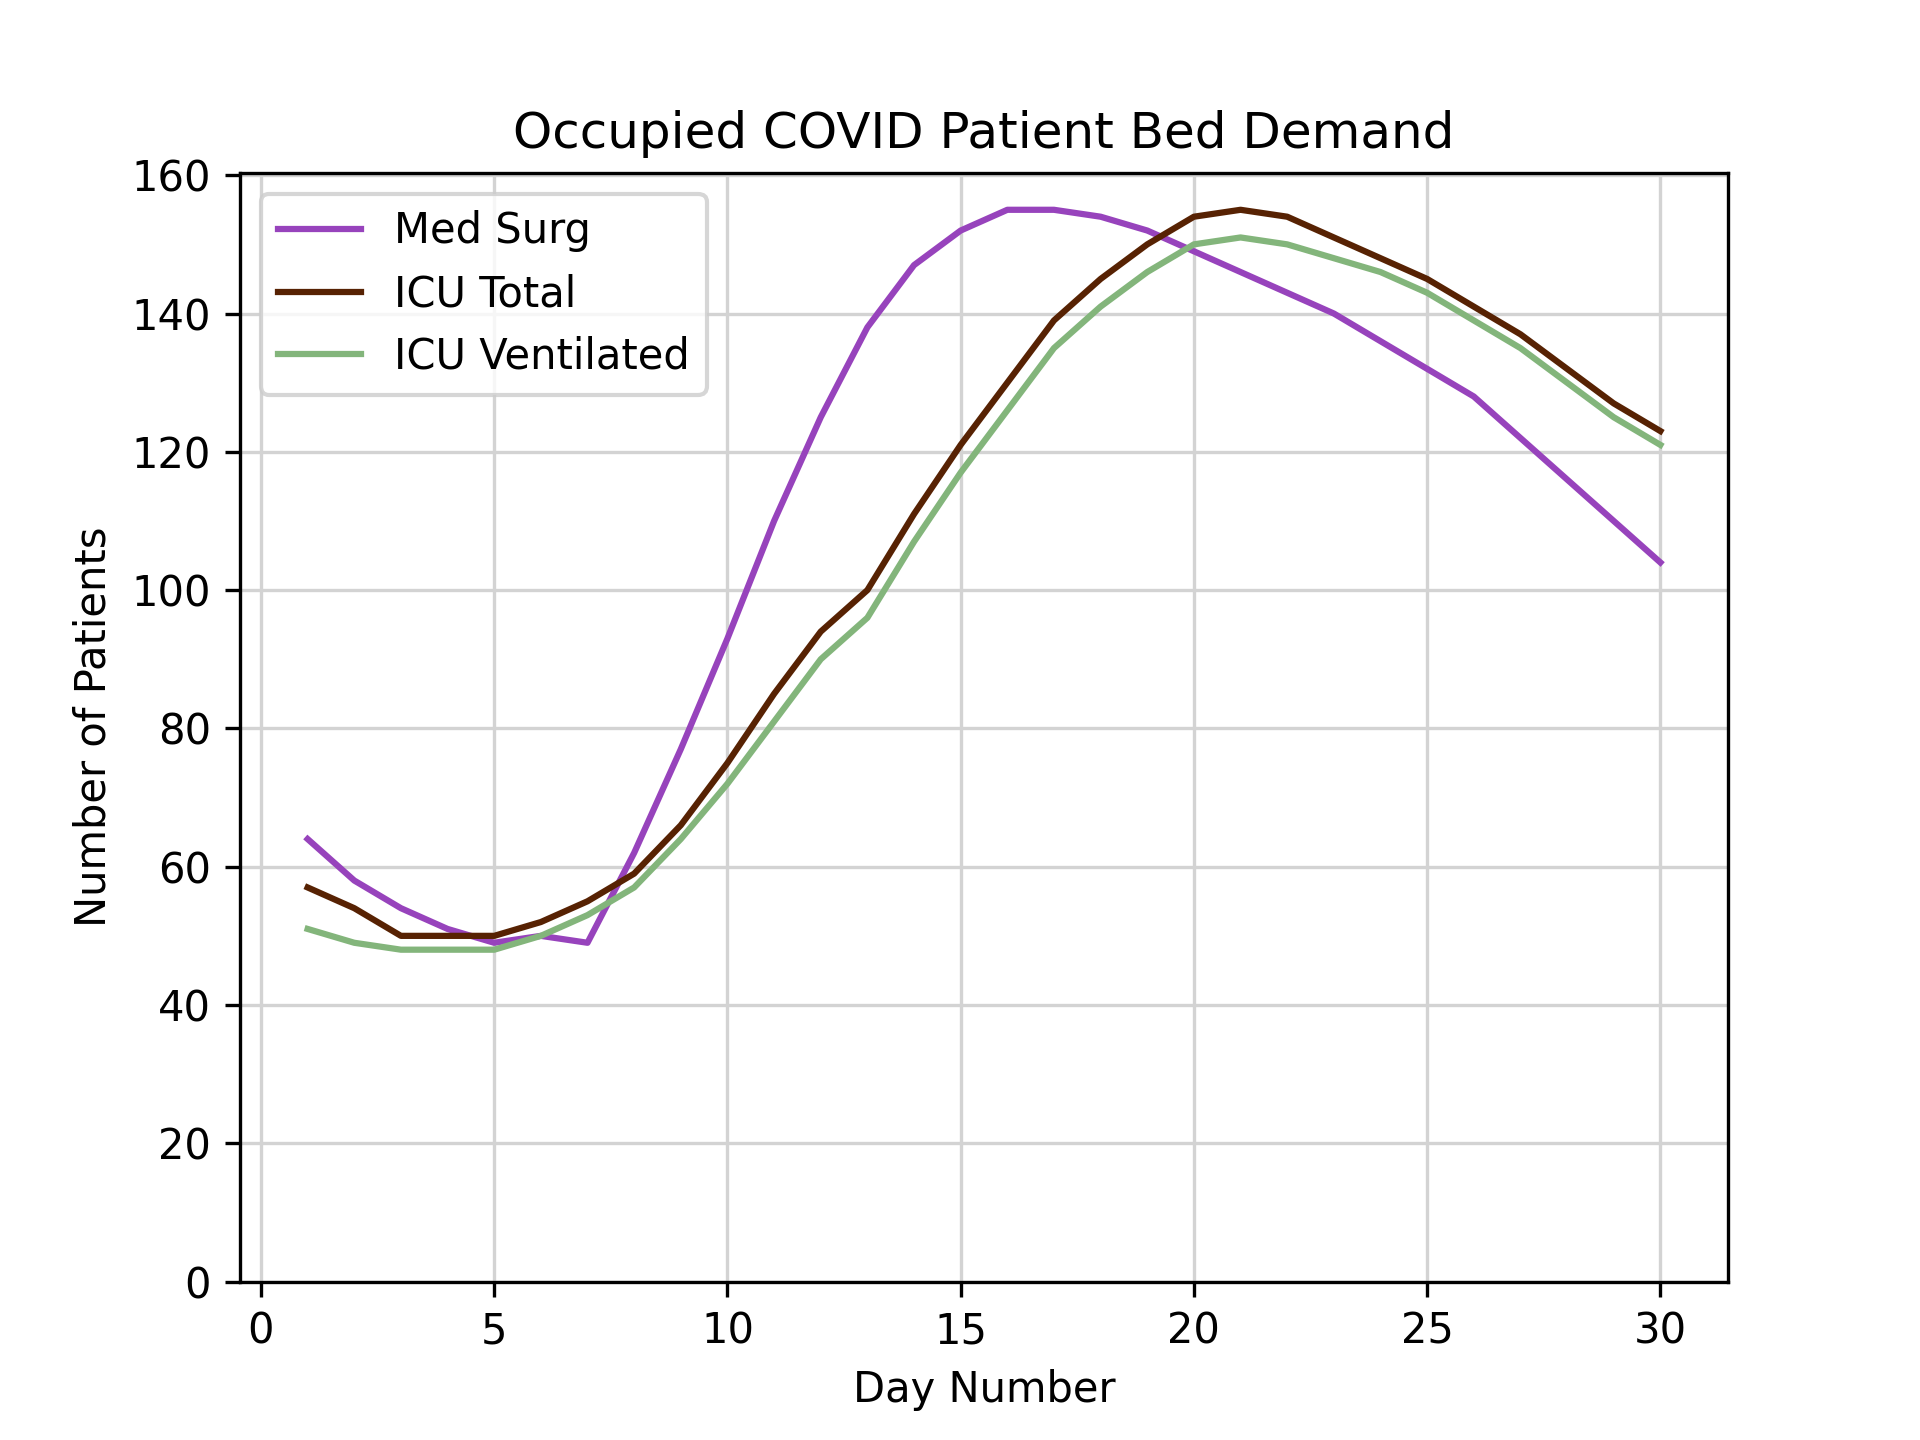 Occupied COVID Patient Bed Demand
Med Surg
ICU Total
ICU Ventilated
Number of Patients
160
140
120
100
80
60
40
20
0
0 5 10 15 20 25 30
Day Number